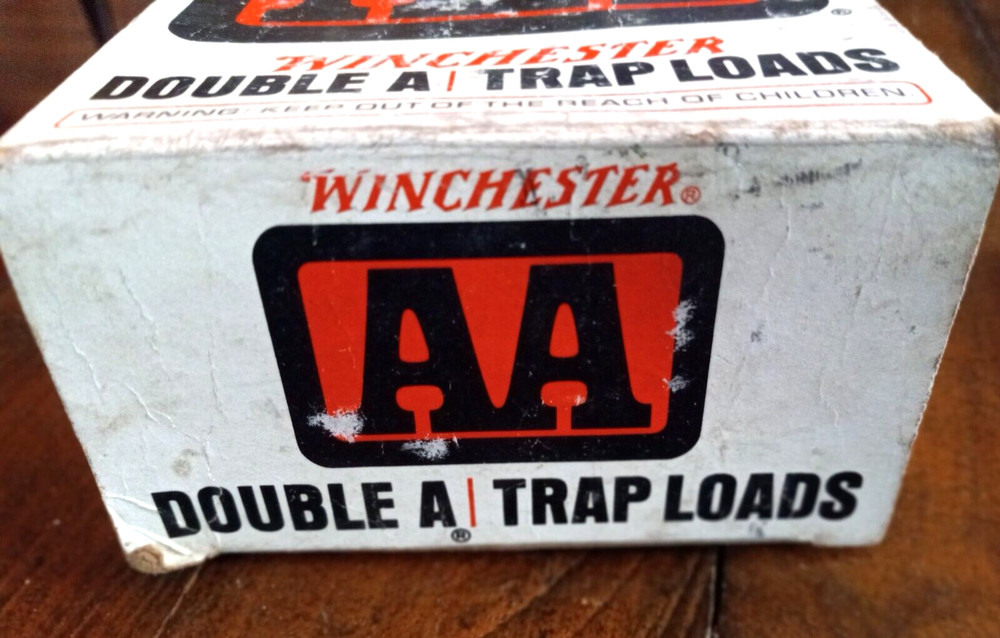 WINCHESTER
DOUBLE A | TRAP LOADS
WARNING: KEEP OUT OF THE REACH OF CHILDREN
WINCHESTER®
AA
DOUBLE A® | TRAP LOADS